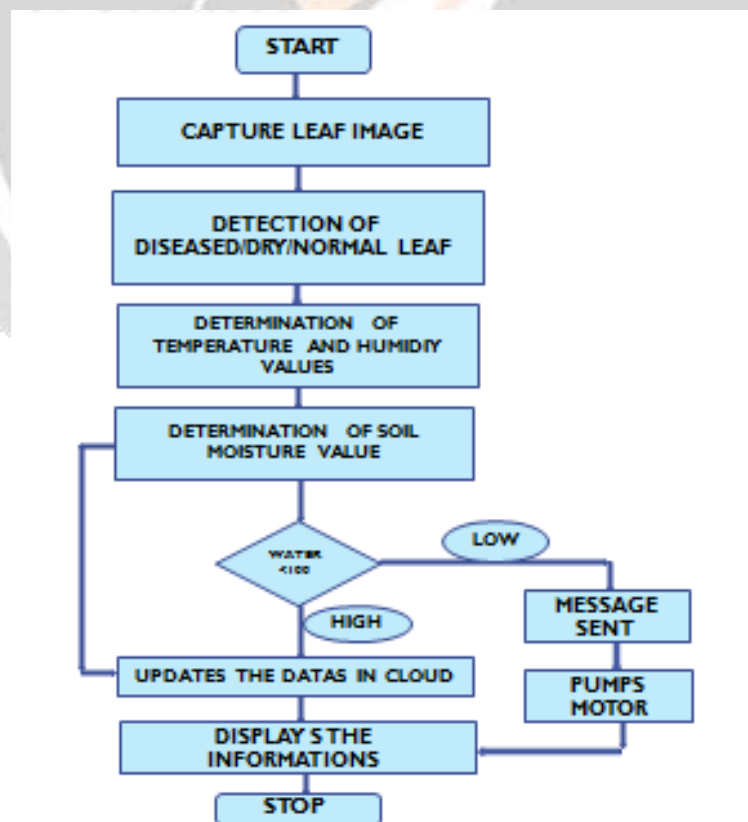 START
CAPTURE LEAF IMAGE
DETECTION OF
DISEASED/DRY/NORMAL LEAF
DETERMINATION OF
TEMPERATURE AND HUMIDIY
VALUES
DETERMINATION OF SOIL
MOISTURE VALUE
WATER
<100
LOW
HIGH
MESSAGE
SENT
PUMPS
MOTOR
UPDATES THE DATAS IN CLOUD
DISPLAY S THE
INFORMATIONS
STOP